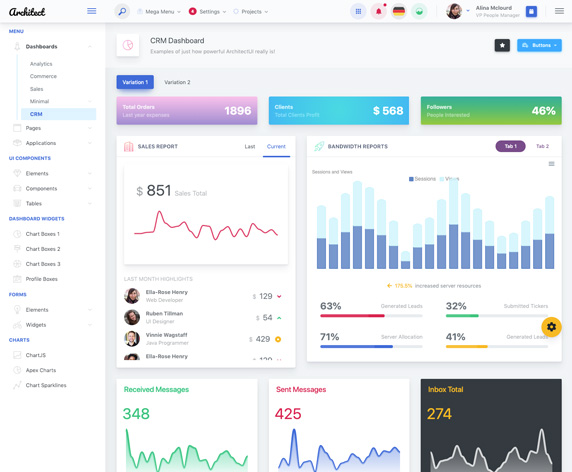 Architect
Mega Menu
4 Settings
Projects
Alina Mclourd
VP People Manager
MENU
Dashboards
Analytics
Commerce
Sales
Minimal
CRM
Pages
Applications
UI COMPONENTS
Elements
Components
Tables
DASHBOARD WIDGETS
Chart Boxes 1
Chart Boxes 2
Chart Boxes 3
Profile Boxes
FORMS
Elements
Widgets
CHARTS
ChartJS
Apex Charts
Chart Sparklines
CRM Dashboard
Examples of just how powerful ArchitectUI really is!
Buttons
Variation 1
Variation 2
Total Orders
Last year expenses
1896
Clients
Total Clients Profit
$ 568
Followers
People Interested
46%
SALES REPORT
Last
Current
$ 851 Sales Total
LAST MONTH HIGHLIGHTS
Ella-Rose Henry
Web Developer
$ 129
Ruben Tillman
UI Designer
$ 54
Vinnie Wagstaff
Java Programmer
$ 429
Ella-Rose Henry
$ 129
BANDWIDTH REPORTS
Tab 1
Tab 2
Sessions and Views
Sessions
Views
175.5% increased server resources
63%
Generated Leads
32%
Submitted Tickers
71%
Server Allocation
41%
Generated Leads
Received Messages
348
Sent Messages
425
Inbox Total
274